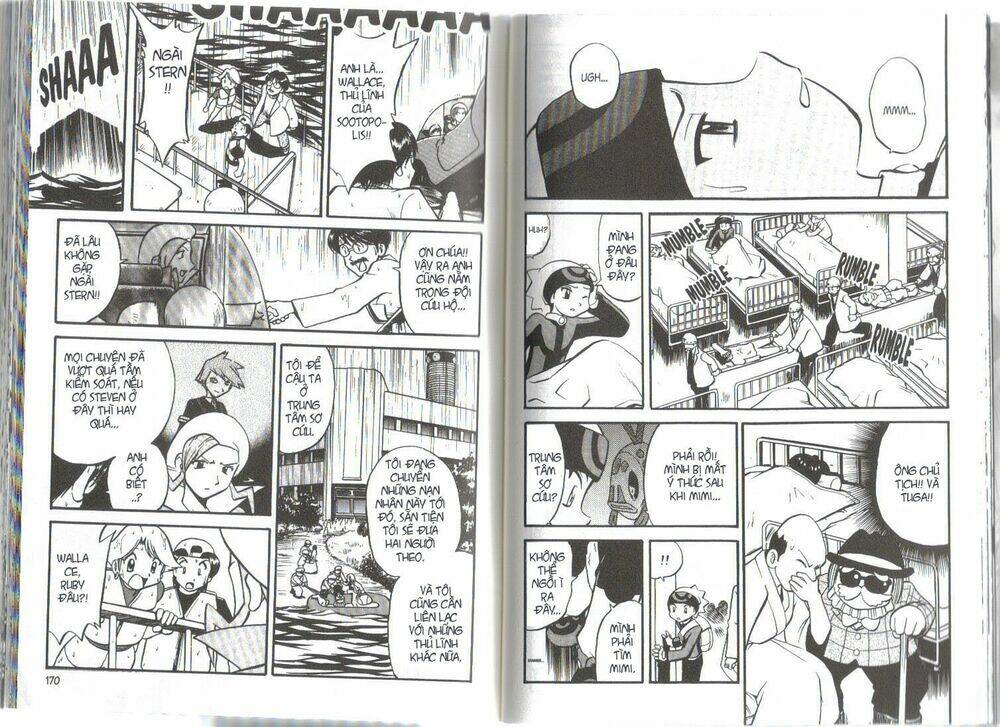 SHAAAAAAA
SHAAA
NGÀI
STERN
!!
ANH LÀ...
WALLACE,
THỦ LĨNH
CỦA
SOOTOPO-
LIS!!
ĐÃ LÂU
KHÔNG
GẶP
NGÀI
STERN!!
ƠN CHÚA!!
VẬY RA ANH
CŨNG NẰM
TRONG ĐỘI
CỨU HỘ...
MỌI CHUYỆN ĐÃ
VƯỢT QUÁ TẦM
KIỂM SOÁT, NẾU
CÓ STEVEN Ở
ĐÂY THÌ HAY
QUÁ...
ANH
CÓ
BIẾT
..?
WALLA
CE,
RUBY
ĐÂU?!
TÔI ĐỂ
CẬU TA
Ở
TRUNG
TÂM SƠ
CỨU.
TÔI ĐANG
CHUYỂN
NHỮNG NẠN
NHÂN NÀY TỚI
ĐÓ, SẴN TIỆN
TÔI SẼ ĐƯA
HAI NGƯỜI
THEO.
VÀ TÔI
CŨNG CẦN
LIÊN LẠC
VỚI NHỮNG
THỦ LĨNH
KHÁC NỮA.
170
UGH...
MMM...
HUH?
MÌNH
ĐANG
Ở ĐÂU
ĐÂY?
NUMBLE
MUMBLE
RUMBLE
RUMBLE
TRUNG
TÂM SƠ
CỨU?
PHẢI RỒI!!
MÌNH BỊ MẤT
Ý THỨC SAU
KHI MIMI...
KHÔNG
THỂ NGỒI Ì
RA ĐÂY...
MÌNH
PHẢI
TÌM
MIMI.
!!
ÔNG CHỦ
TỊCH!! VÀ
TUGA!!